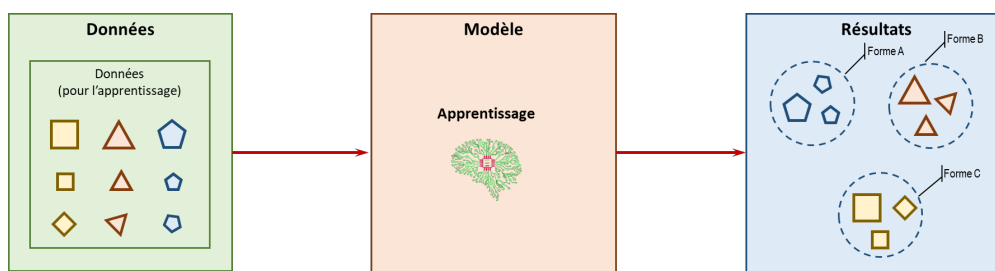 Données
Données
(pour l'apprentissage)
Modèle
Apprentissage
Résultats
Forme A
Forme B
Forme C